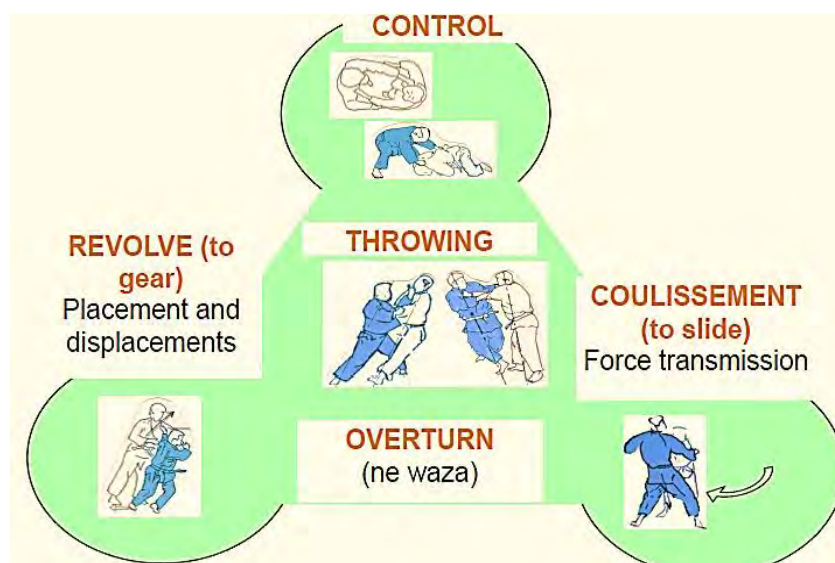 CONTROL
REVOLVE (to
gear)
Placement and
displacements
THROWING
COULISSEMENT
(to slide)
Force transmission
OVERTURN
(ne waza)